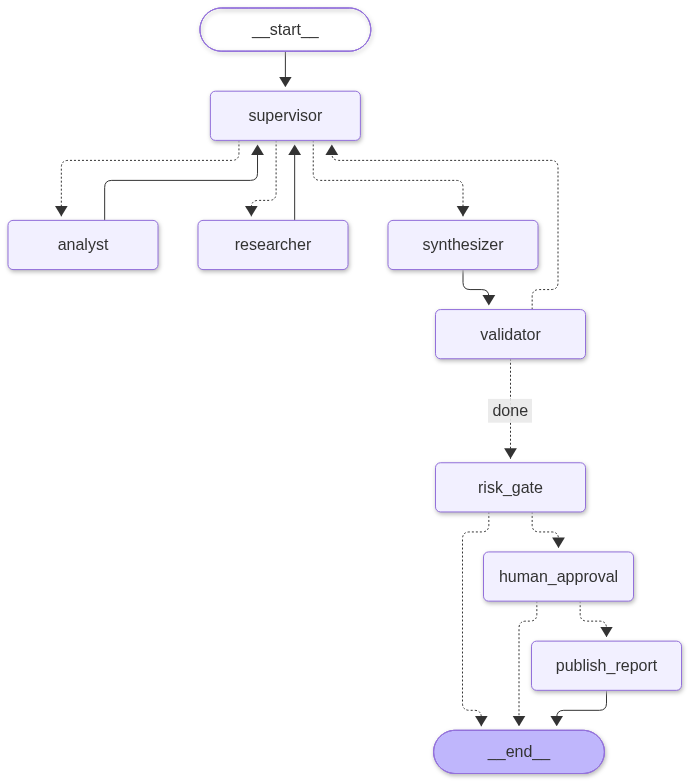 __start__
supervisor
analyst
researcher
synthesizer
validator
done
risk_gate
human_approval
publish_report
__end__